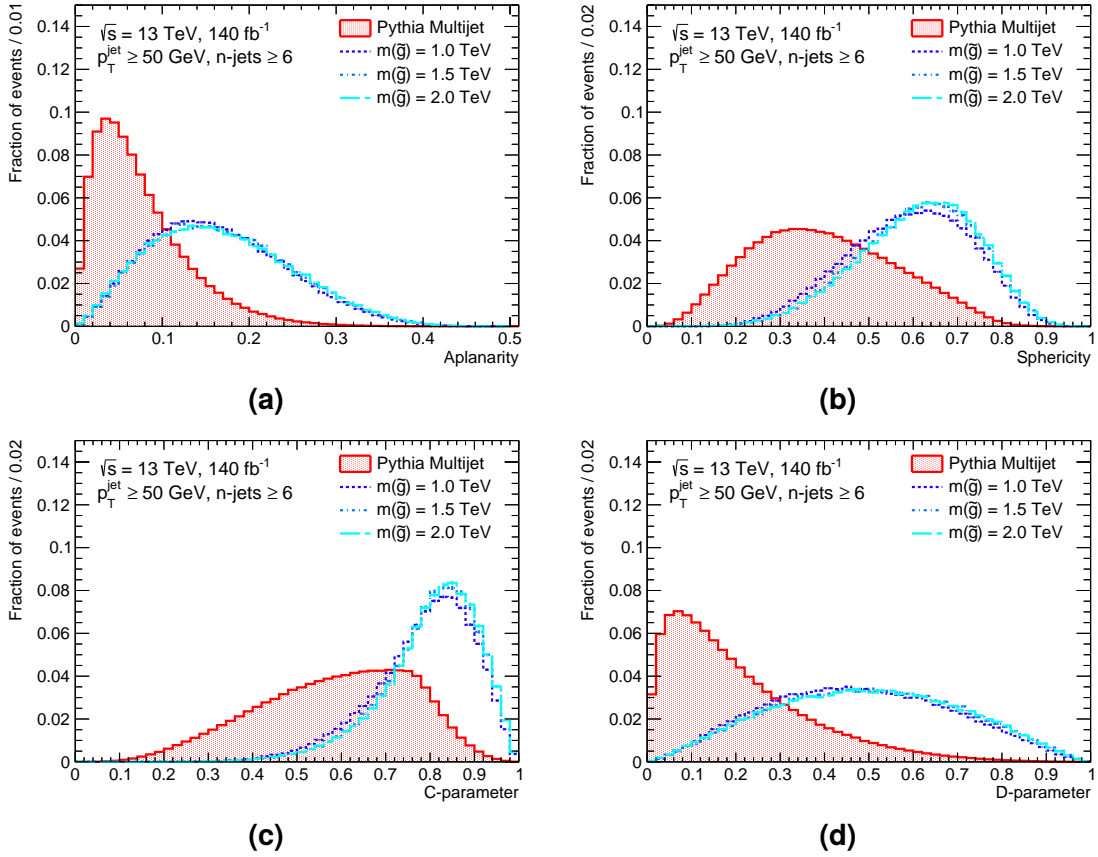 Fraction of events / 0.01
√s = 13 TeV, 140 fb⁻¹
p_T^jet ≥ 50 GeV, n-jets ≥ 6
Pythia Multijet
m(g̃) = 1.0 TeV
m(g̃) = 1.5 TeV
m(g̃) = 2.0 TeV
0.14
0.12
0.1
0.08
0.06
0.04
0.02
0
0 0.1 0.2 0.3 0.4 0.5
Aplanarity
(a)
Fraction of events / 0.02
√s = 13 TeV, 140 fb⁻¹
p_T^jet ≥ 50 GeV, n-jets ≥ 6
Pythia Multijet
m(g̃) = 1.0 TeV
m(g̃) = 1.5 TeV
m(g̃) = 2.0 TeV
0.14
0.12
0.1
0.08
0.06
0.04
0.02
0
0 0.1 0.2 0.3 0.4 0.5 0.6 0.7 0.8 0.9 1
Sphericity
(b)
Fraction of events / 0.02
√s = 13 TeV, 140 fb⁻¹
p_T^jet ≥ 50 GeV, n-jets ≥ 6
Pythia Multijet
m(g̃) = 1.0 TeV
m(g̃) = 1.5 TeV
m(g̃) = 2.0 TeV
0.14
0.12
0.1
0.08
0.06
0.04
0.02
0
0 0.1 0.2 0.3 0.4 0.5 0.6 0.7 0.8 0.9 1
C-parameter
(c)
Fraction of events / 0.02
√s = 13 TeV, 140 fb⁻¹
p_T^jet ≥ 50 GeV, n-jets ≥ 6
Pythia Multijet
m(g̃) = 1.0 TeV
m(g̃) = 1.5 TeV
m(g̃) = 2.0 TeV
0.14
0.12
0.1
0.08
0.06
0.04
0.02
0
0 0.1 0.2 0.3 0.4 0.5 0.6 0.7 0.8 0.9 1
D-parameter
(d)